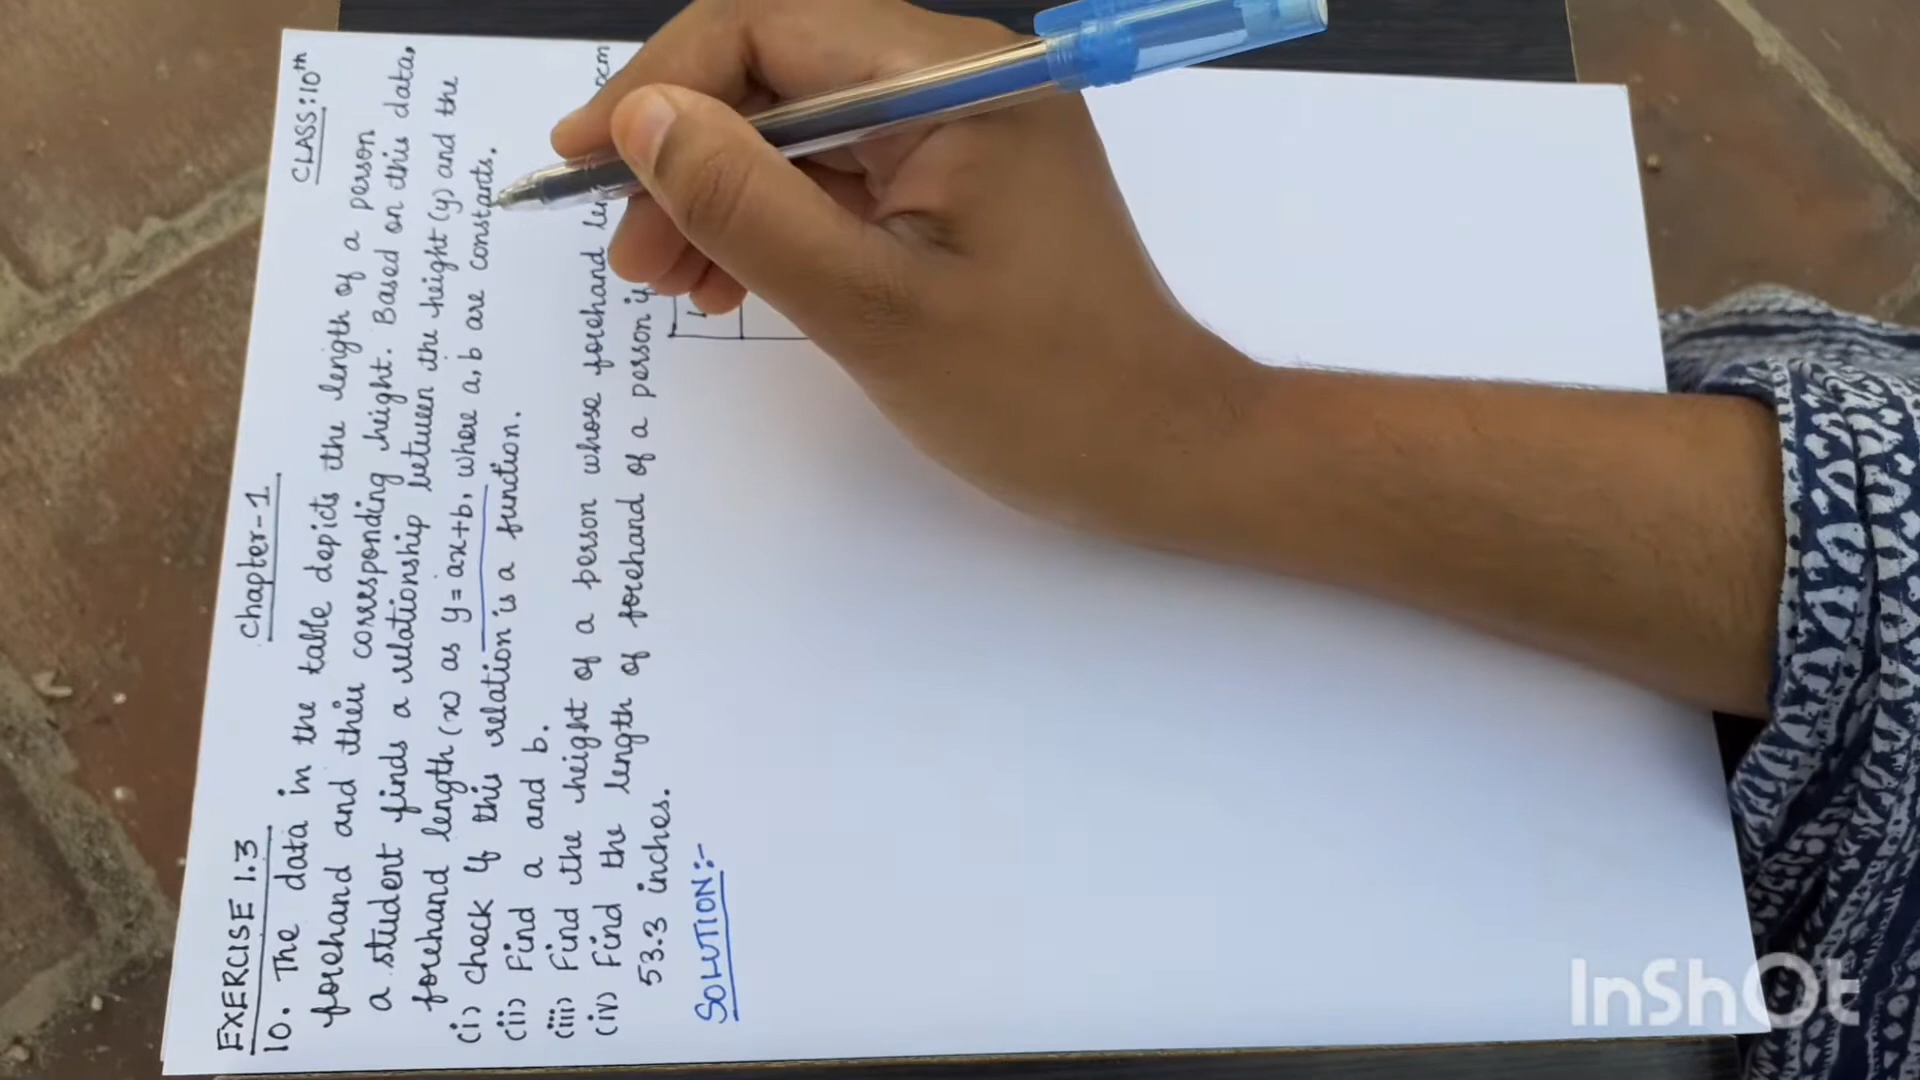 EXERCISE 1.3 Chapter-1 CLASS:10th
10. The data in the table depicts the length of a person
forehand and their corresponding height. Based on this data,
a student finds a relationship between the height (y) and the
forehand length (x) as y = ax+b, where a, b are constants.
(i) check if this relation is a function.
(ii) Find a and b.
(iii) Find the height of a person whose forehand cm
(iv) Find the length of forehand of a person if
53.3 inches.
SOLUTION:-
InShOt